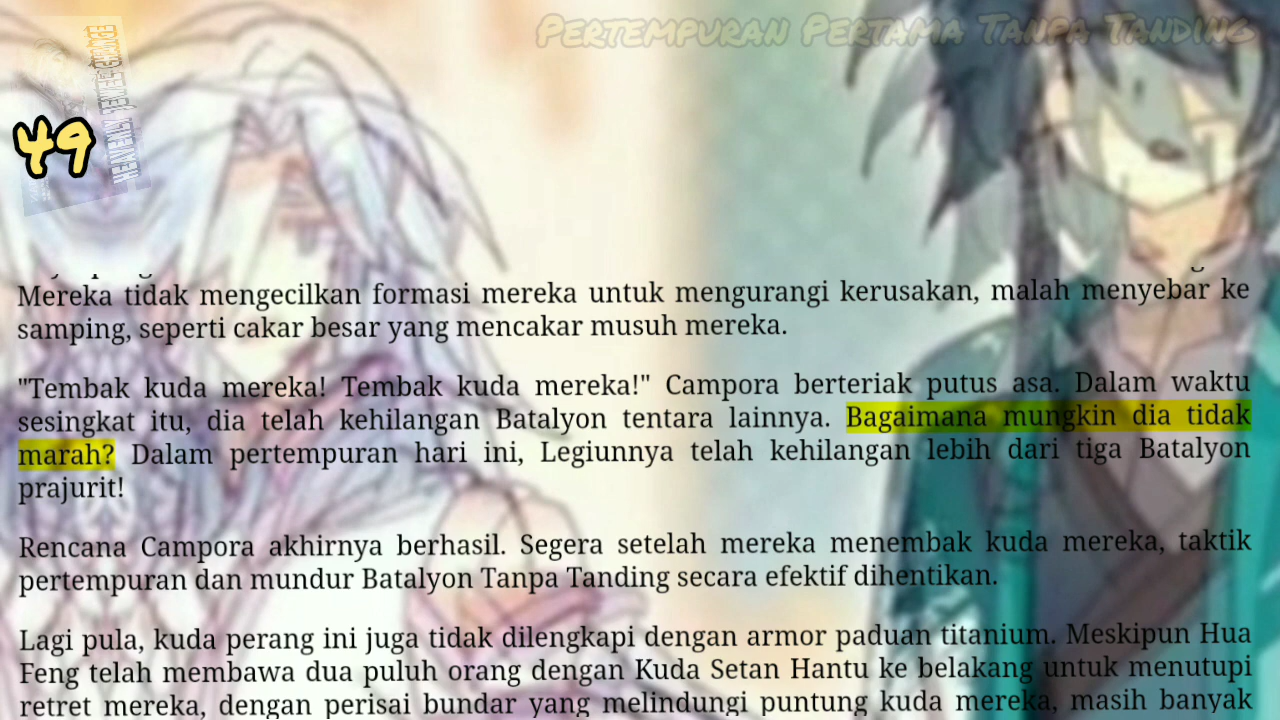 Pertempuran Pertama Tanpa Tanding
49
Mereka tidak mengecilkan formasi mereka untuk mengurangi kerusakan, malah menyebar ke
samping, seperti cakar besar yang mencakar musuh mereka.
"Tembak kuda mereka! Tembak kuda mereka!" Campora berteriak putus asa. Dalam waktu
sesingkat itu, dia telah kehilangan Batalyon tentara lainnya. Bagaimana mungkin dia tidak
marah? Dalam pertempuran hari ini, Legiunnya telah kehilangan lebih dari tiga Batalyon
prajurit!
Rencana Campora akhirnya berhasil. Segera setelah mereka menembak kuda mereka, taktik
pertempuran dan mundur Batalyon Tanpa Tanding secara efektif dihentikan.
Lagi pula, kuda perang ini juga tidak dilengkapi dengan armor paduan titanium. Meskipun Hua
Feng telah membawa dua puluh orang dengan Kuda Setan Hantu ke belakang untuk menutupi
retret mereka, dengan perisai bundar yang melindungi puntung kuda mereka, masih banyak